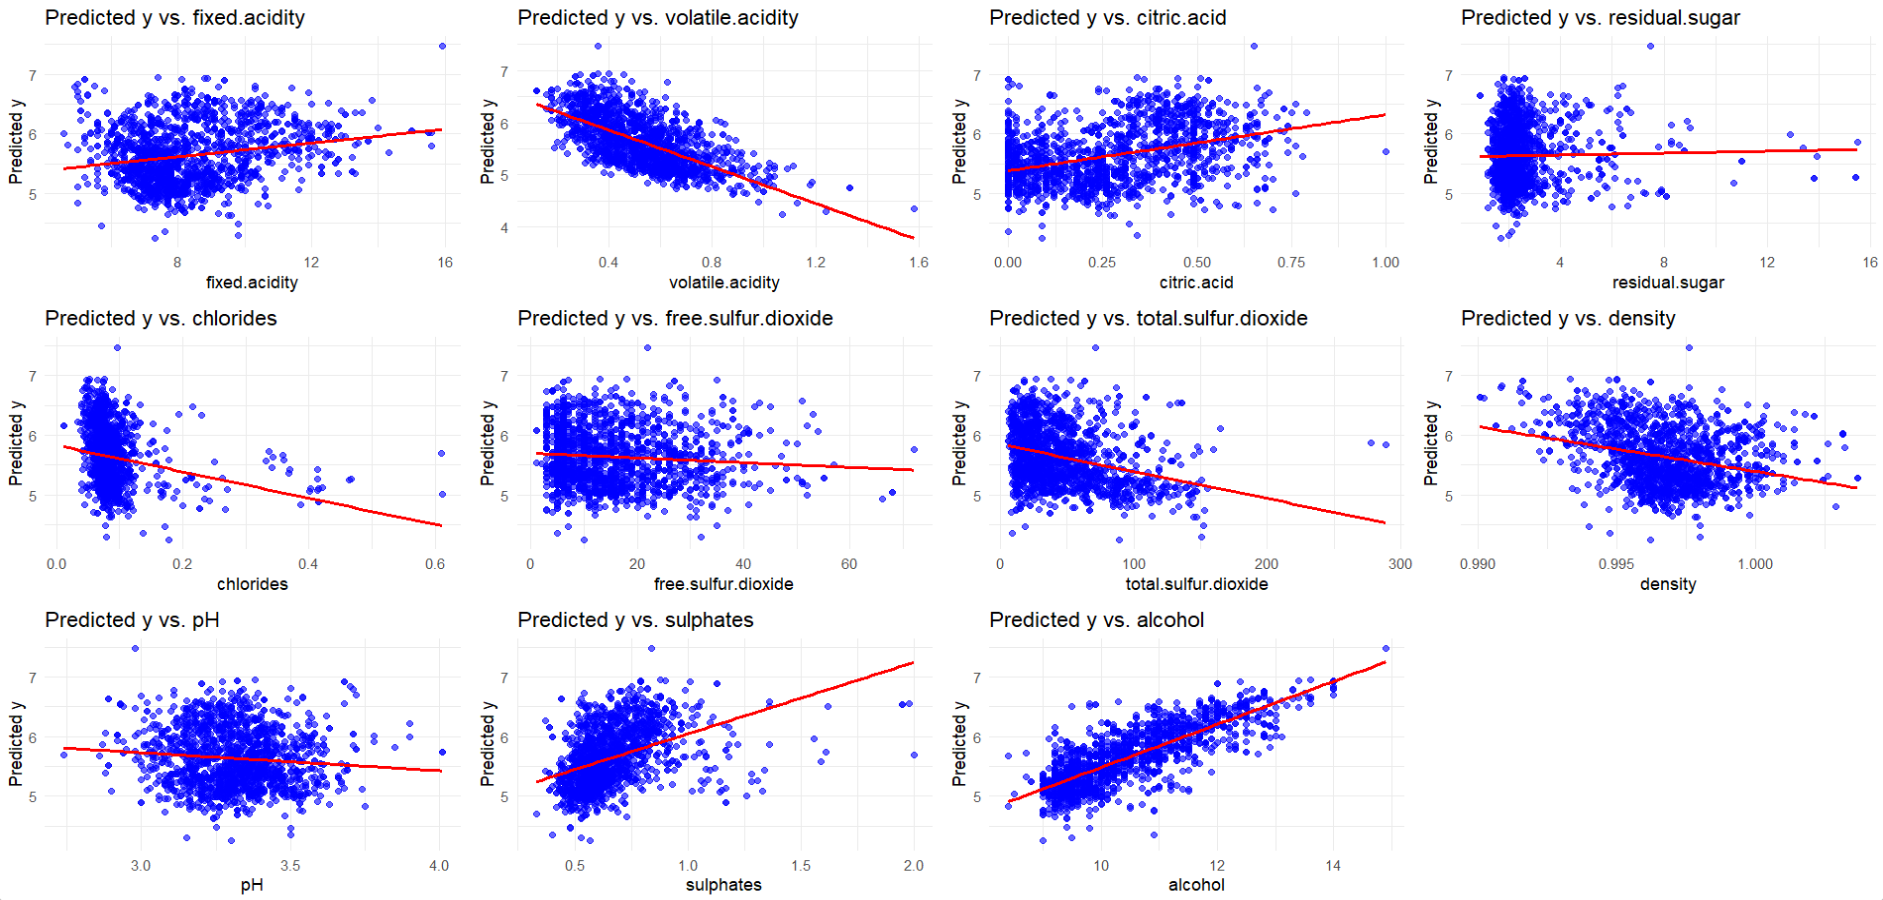 Predicted y vs. fixed.acidity
Predicted y
7
6
5
8 12 16
fixed.acidity
Predicted y vs. volatile.acidity
Predicted y
7
6
5
4
0.4 0.8 1.2 1.6
volatile.acidity
Predicted y vs. citric.acid
Predicted y
7
6
5
0.00 0.25 0.50 0.75 1.00
citric.acid
Predicted y vs. residual.sugar
Predicted y
7
6
5
4 8 12 16
residual.sugar
Predicted y vs. chlorides
Predicted y
7
6
5
0.0 0.2 0.4 0.6
chlorides
Predicted y vs. free.sulfur.dioxide
Predicted y
7
6
5
0 20 40 60
free.sulfur.dioxide
Predicted y vs. total.sulfur.dioxide
Predicted y
7
6
5
0 100 200 300
total.sulfur.dioxide
Predicted y vs. density
Predicted y
7
6
5
0.990 0.995 1.000
density
Predicted y vs. pH
Predicted y
7
6
5
3.0 3.5 4.0
pH
Predicted y vs. sulphates
Predicted y
7
6
5
0.5 1.0 1.5 2.0
sulphates
Predicted y vs. alcohol
Predicted y
7
6
5
10 12 14
alcohol